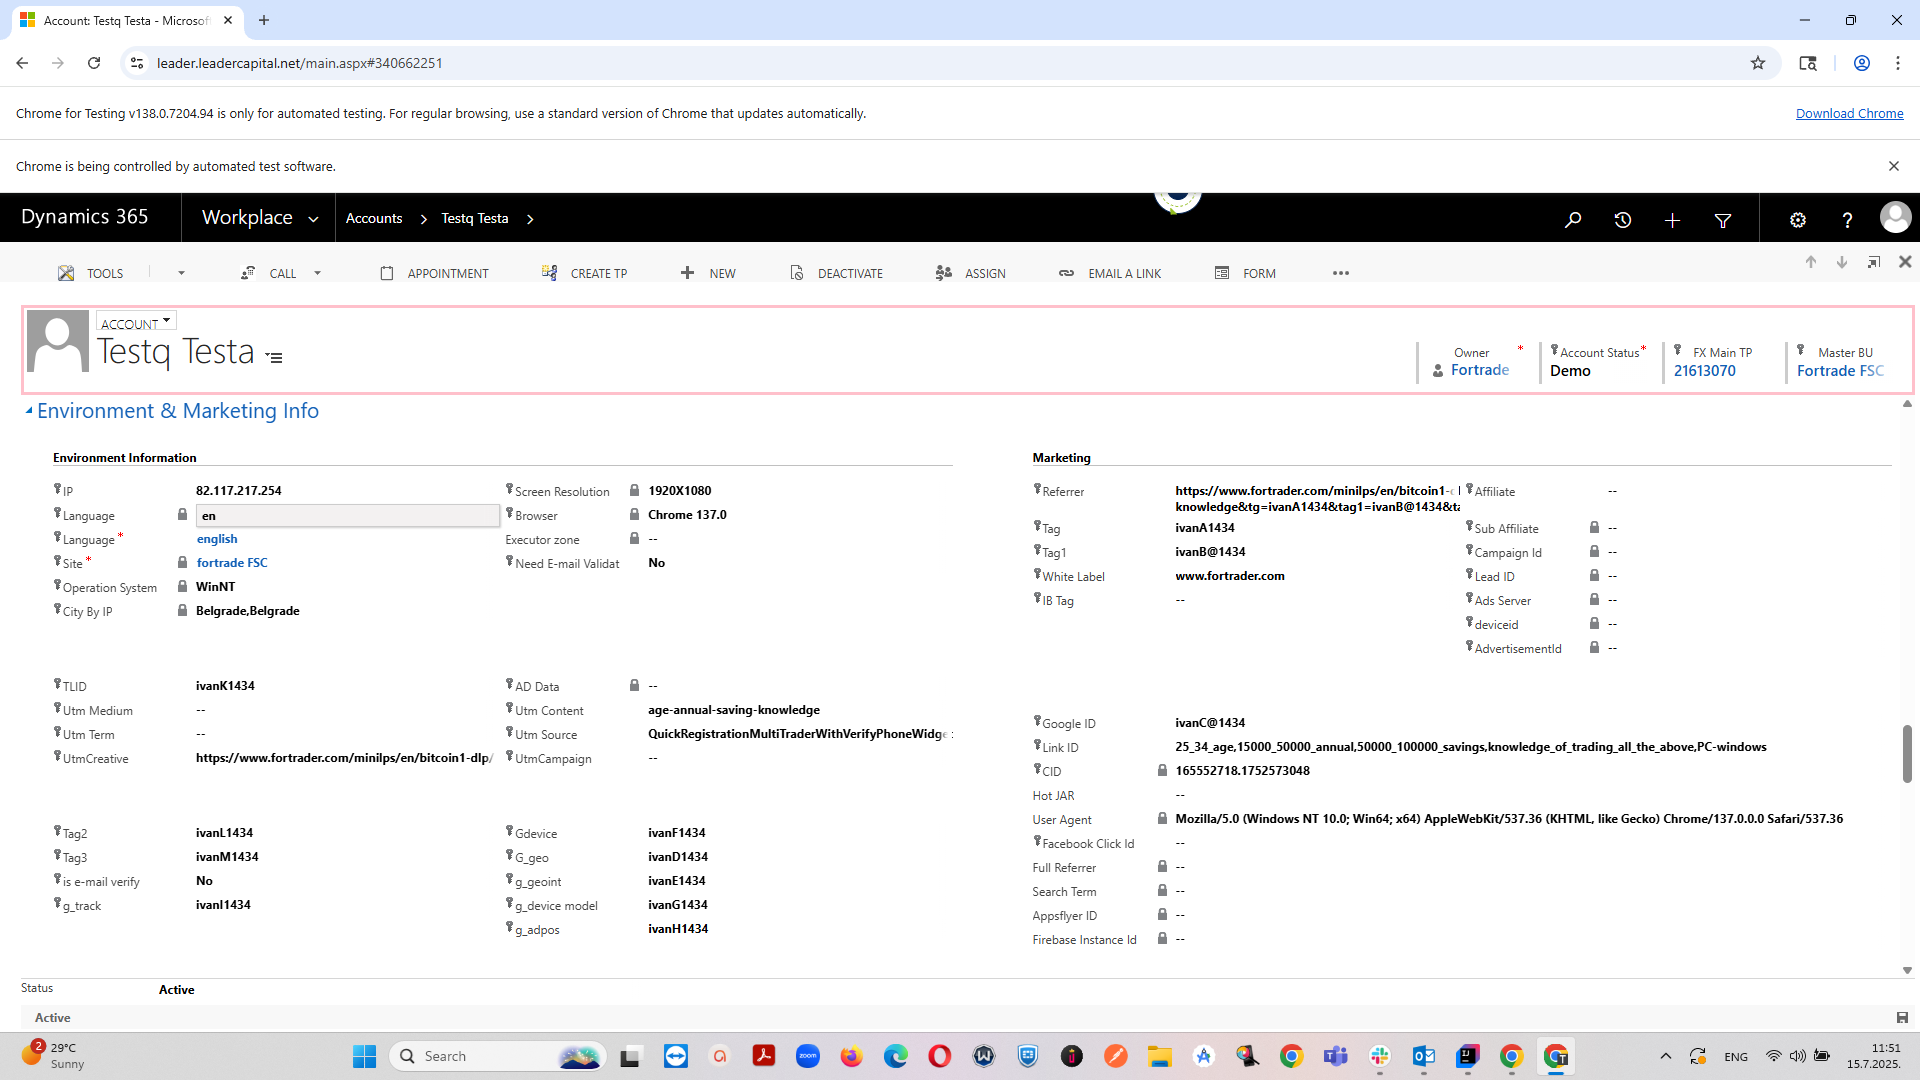 Account: Testq Testa - Microsof
leader.leadercapital.net/main.aspx#340662251
Chrome for Testing v138.0.7204.94 is only for automated testing. For regular browsing, use a standard version of Chrome that updates automatically.
Download Chrome
Chrome is being controlled by automated test software.
Dynamics 365
Workplace
Accounts
Testq Testa
TOOLS
CALL
APPOINTMENT
CREATE TP
NEW
DEACTIVATE
ASSIGN
EMAIL A LINK
FORM
ACCOUNT
Testq Testa
Owner *
Fortrade
Account Status *
Demo
FX Main TP
21613070
Master BU
Fortrade FSC
Environment & Marketing Info
Environment Information
IP 82.117.217.254
Language en
Language * english
Site * fortrade FSC
Operation System WinNT
City By IP Belgrade,Belgrade
Screen Resolution 1920X1080
Browser Chrome 137.0
Executor zone --
Need E-mail Validat No
TLID ivanK1434
Utm Medium --
Utm Term --
UtmCreative https://www.fortrader.com/minilps/en/bitcoin1-dlp/
AD Data --
Utm Content age-annual-saving-knowledge
Utm Source QuickRegistrationMultiTraderWithVerifyPhoneWidge
UtmCampaign --
Tag2 ivanL1434
Tag3 ivanM1434
is e-mail verify No
g_track ivanI1434
Gdevice ivanF1434
G_geo ivanD1434
g_geoint ivanE1434
g_device model ivanG1434
g_adpos ivanH1434
Marketing
Referrer https://www.fortrader.com/minilps/en/bitcoin1-
knowledge&tg=ivanA1434&tag1=ivanB@1434&ta
Tag ivanA1434
Tag1 ivanB@1434
White Label www.fortrader.com
IB Tag --
Affiliate --
Sub Affiliate --
Campaign Id --
Lead ID --
Ads Server --
deviceid --
AdvertisementId --
Google ID ivanC@1434
Link ID 25_34_age,15000_50000_annual,50000_100000_savings,knowledge_of_trading_all_the_above,PC-windows
CID 165552718.1752573048
Hot JAR --
User Agent Mozilla/5.0 (Windows NT 10.0; Win64; x64) AppleWebKit/537.36 (KHTML, like Gecko) Chrome/137.0.0.0 Safari/537.36
Facebook Click Id --
Full Referrer --
Search Term --
Appsflyer ID --
Firebase Instance Id --
Status Active
Active
2
29°C
Sunny
Search
zoom
ENG
11:51
15.7.2025.